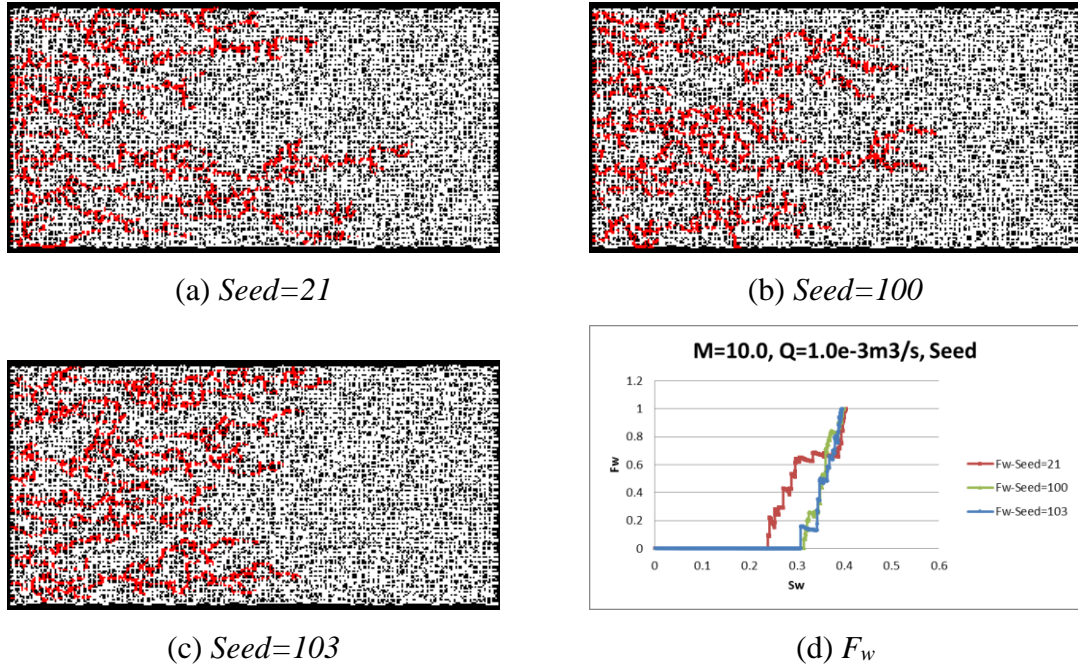 (a) Seed=21
(b) Seed=100
M=10.0, Q=1.0e-3m3/s, Seed
1.2
1
0.8
0.6
0.4
0.2
0
Fw
0 0.1 0.2 0.3 0.4 0.5 0.6
Sw
Fw-Seed=21
Fw-Seed=100
Fw-Seed=103
(c) Seed=103
(d) Fw